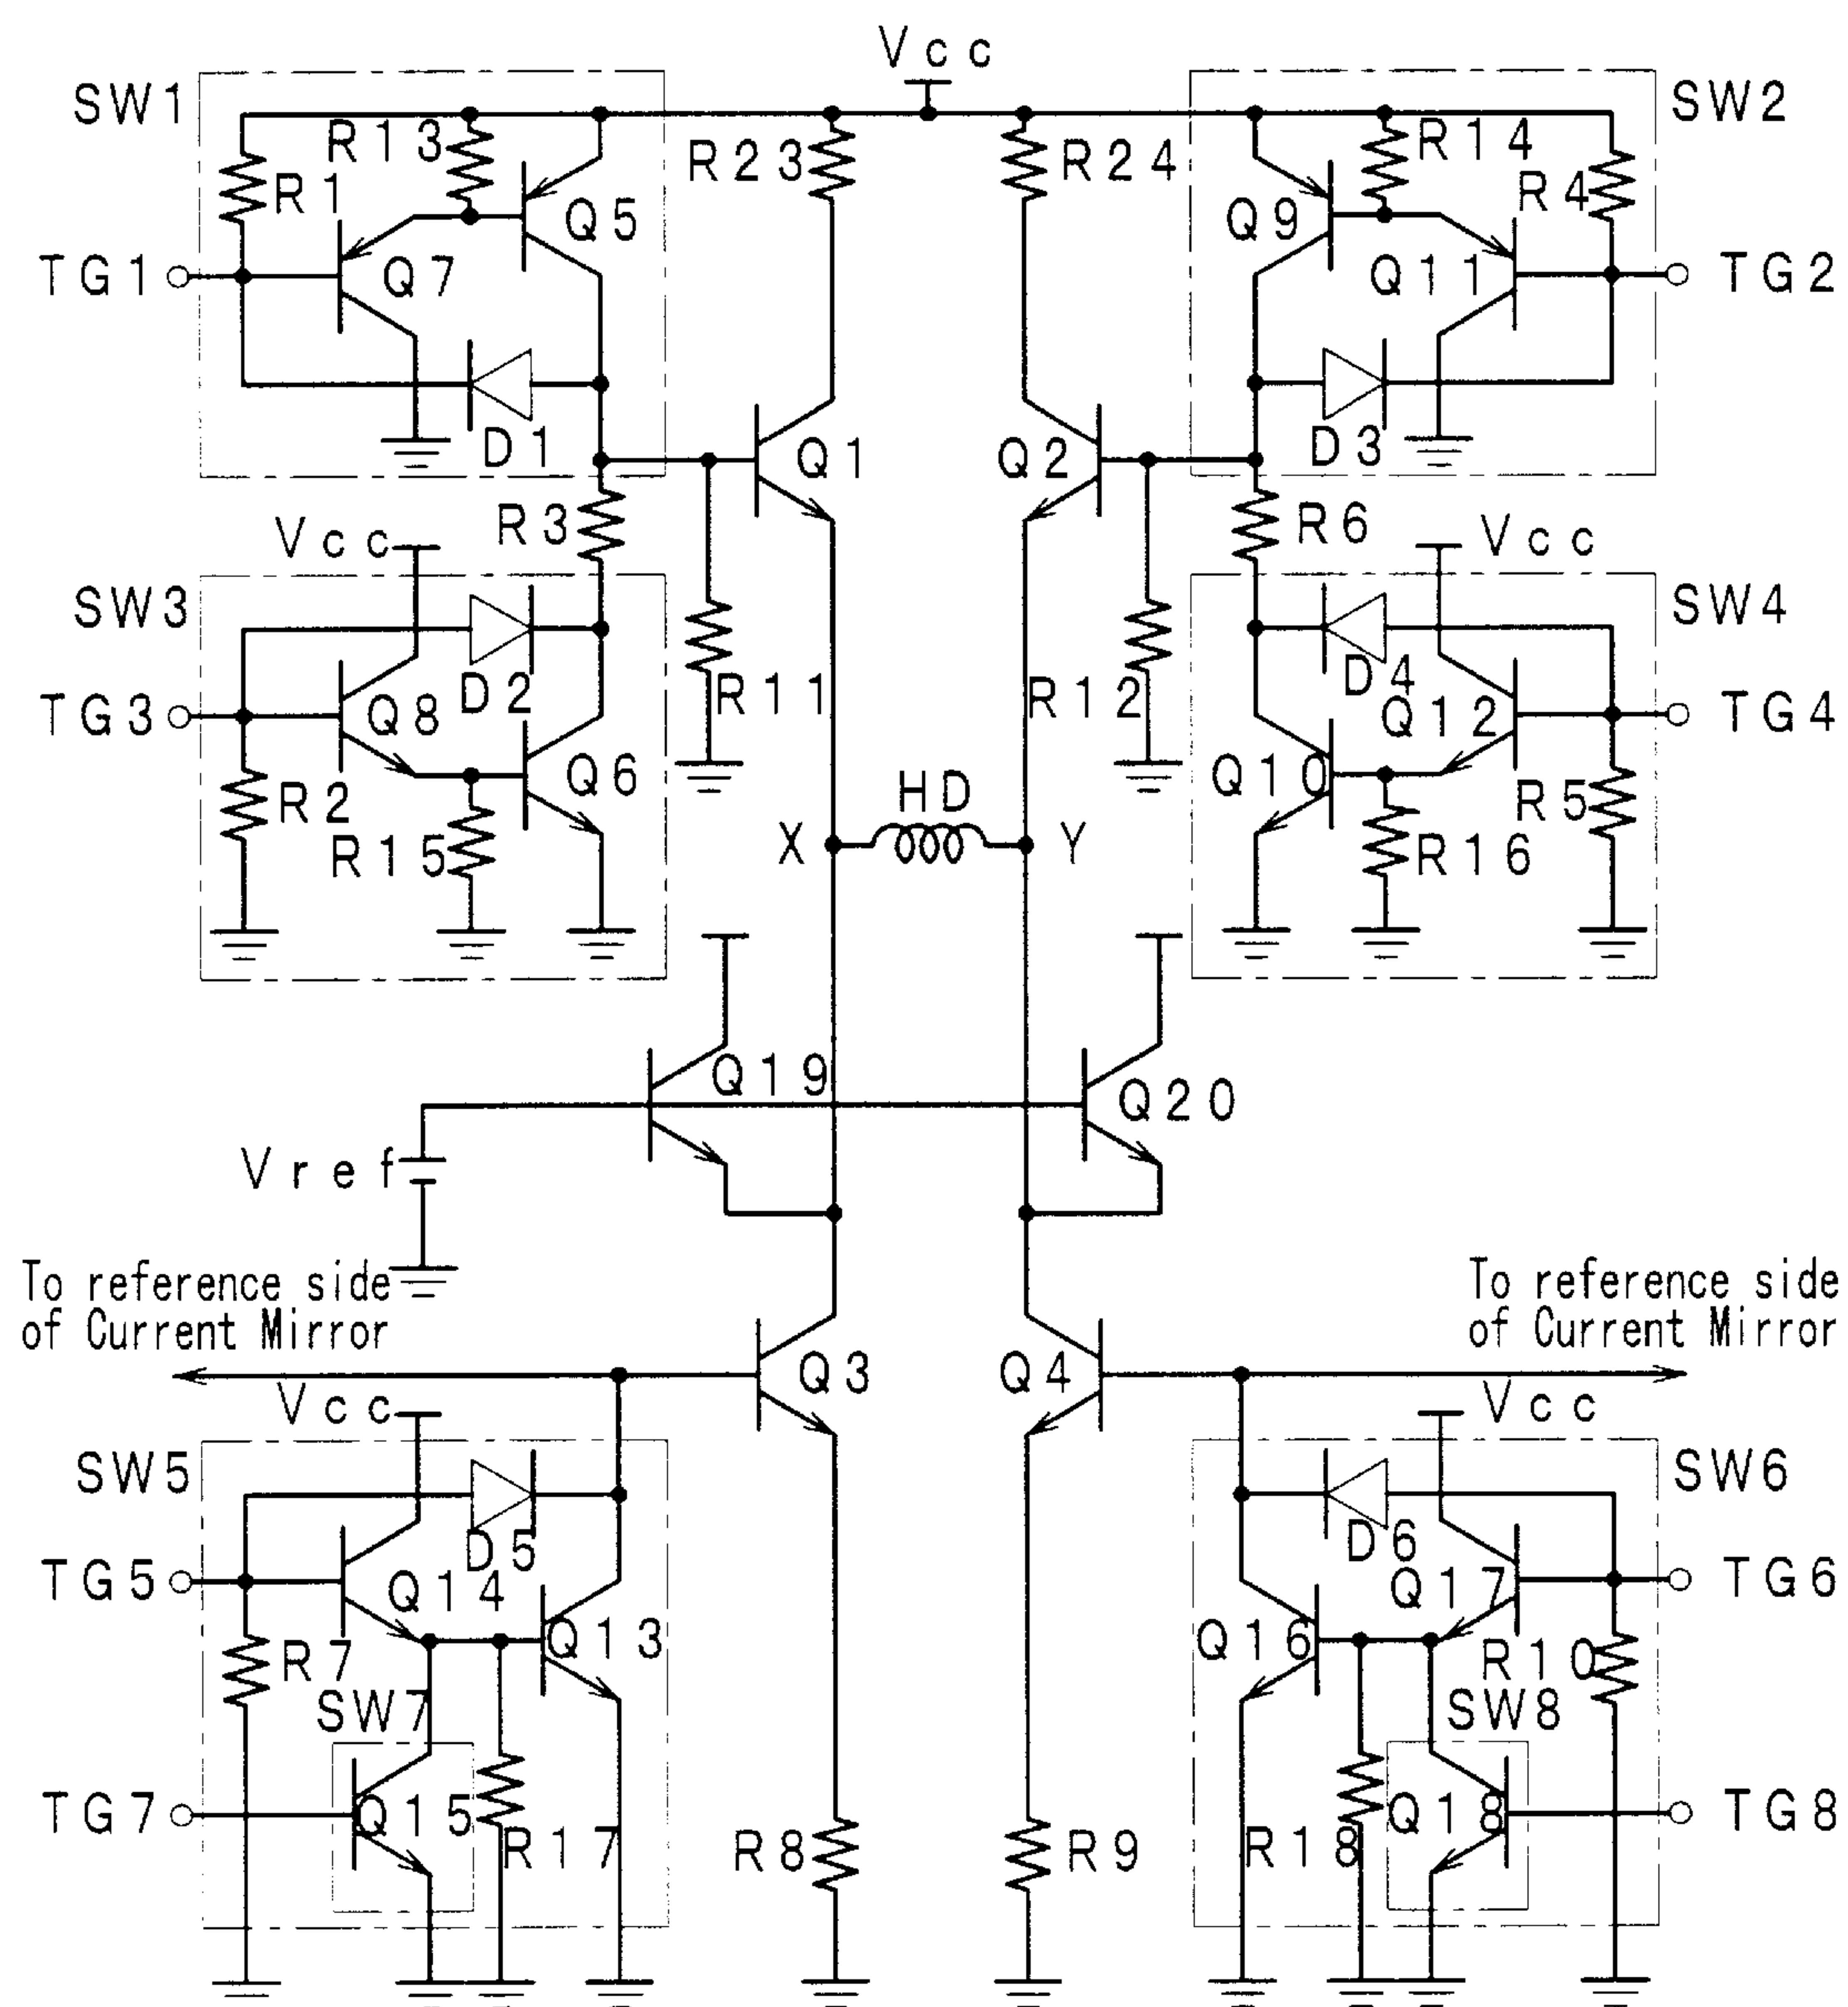 Vcc
SW1
SW2
R13
R14
R1
R23
R24
R4
Q5
Q9
TG1
Q7
Q11
TG2
D1
Q1
Q2
D3
R3
R6
Vcc
Vcc
SW3
SW4
D2
R11
R12
D4
TG3
Q8
Q12
TG4
Q6
Q10
HD
R2
R5
R15
X
Y
R16
Q19
Q20
Vref
To reference side
of Current Mirror
To reference side
of Current Mirror
Q3
Q4
Vcc
Vcc
SW5
SW6
D5
D6
TG5
Q14
Q17
TG6
Q13
Q16
R7
R10
SW7
SW8
TG7
Q15
Q18
TG8
R17
R8
R9
R18